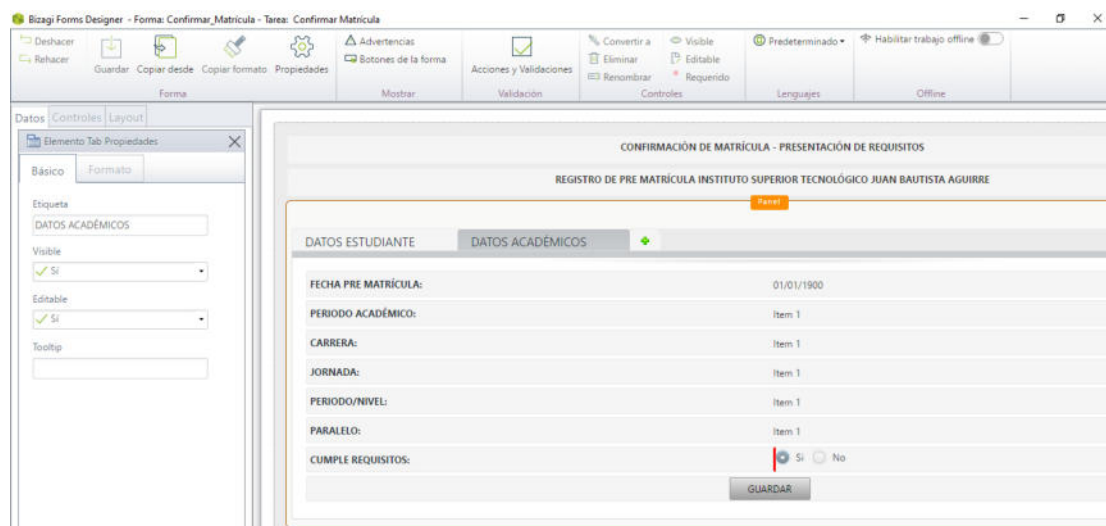 Bizagi Forms Designer - Forma: Confirmar_Matricula - Tarea: Confirmar Matricula
Deshacer
Rehacer
Guardar Copiar desde Copiar formato Propiedades
Forma
Advertencias
Botones de la forma
Mostrar
Acciones y Validaciones
Validación
Convertir a
Eliminar
Renombrar
Visible
Editable
Requerido
Controles
Predeterminado
Lenguajes
Habilitar trabajo offline
Offline
Datos Controles Layout
Elemento Tab Propiedades
Básico Formato
Etiqueta
DATOS ACADÉMICOS
Visible
Sí
Editable
Sí
Tooltip
CONFIRMACIÓN DE MATRÍCULA - PRESENTACIÓN DE REQUISITOS
REGISTRO DE PRE MATRÍCULA INSTITUTO SUPERIOR TECNOLÓGICO JUAN BAUTISTA AGUIRRE
Panel
DATOS ESTUDIANTE DATOS ACADÉMICOS
FECHA PRE MATRÍCULA: 01/01/1900
PERIODO ACADÉMICO: Item 1
CARRERA: Item 1
JORNADA: Item 1
PERIODO/NIVEL: Item 1
PARALELO: Item 1
CUMPLE REQUISITOS: Sí No
GUARDAR